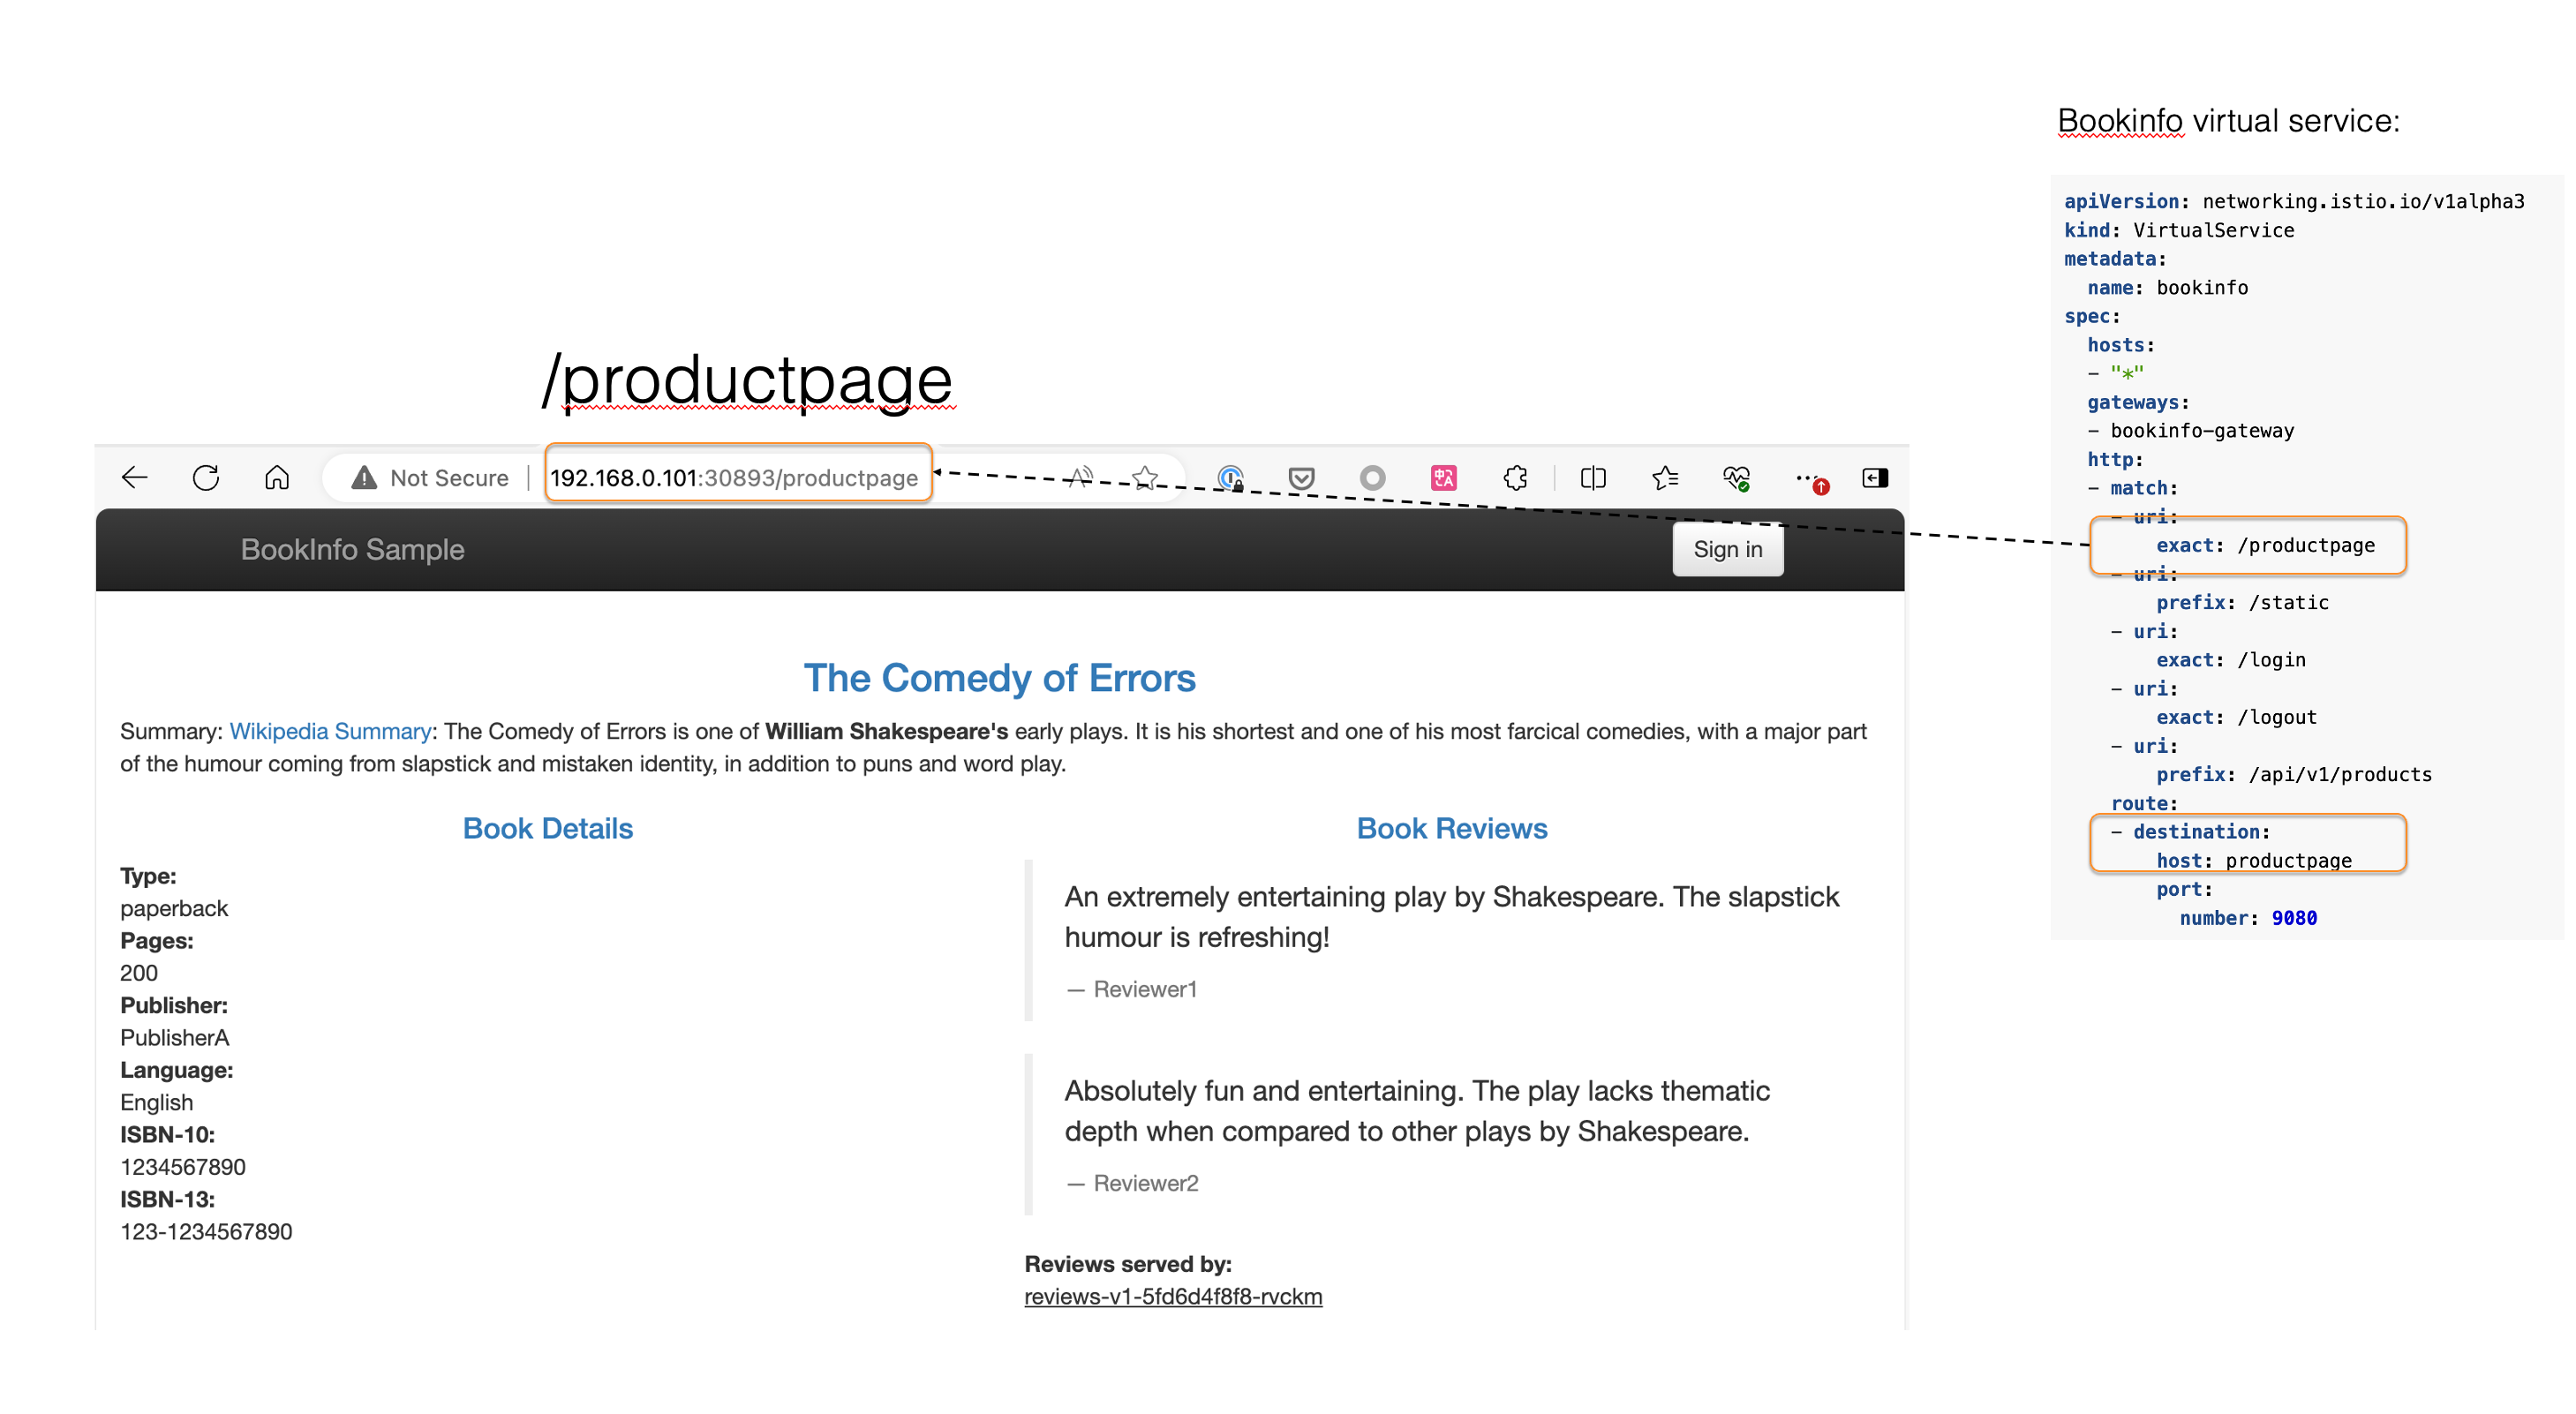 Bookinfo virtual service:
/productpage
Not Secure | 192.168.0.101:30893/productpage
BookInfo Sample
Sign in
The Comedy of Errors
Summary: Wikipedia Summary: The Comedy of Errors is one of William Shakespeare's early plays. It is his shortest and one of his most farcical comedies, with a major part
of the humour coming from slapstick and mistaken identity, in addition to puns and word play.
Book Details
Type:
paperback
Pages:
200
Publisher:
PublisherA
Language:
English
ISBN-10:
1234567890
ISBN-13:
123-1234567890
Book Reviews
An extremely entertaining play by Shakespeare. The slapstick
humour is refreshing!
— Reviewer1
Absolutely fun and entertaining. The play lacks thematic
depth when compared to other plays by Shakespeare.
— Reviewer2
Reviews served by:
reviews-v1-5fd6d4f8f8-rvckm
apiVersion: networking.istio.io/v1alpha3
kind: VirtualService
metadata:
  name: bookinfo
spec:
  hosts:
  - "*"
  gateways:
  - bookinfo-gateway
  http:
  - match:
    - uri:
        exact: /productpage
    - uri:
        prefix: /static
    - uri:
        exact: /login
    - uri:
        exact: /logout
    - uri:
        prefix: /api/v1/products
    route:
    - destination:
        host: productpage
        port:
          number: 9080